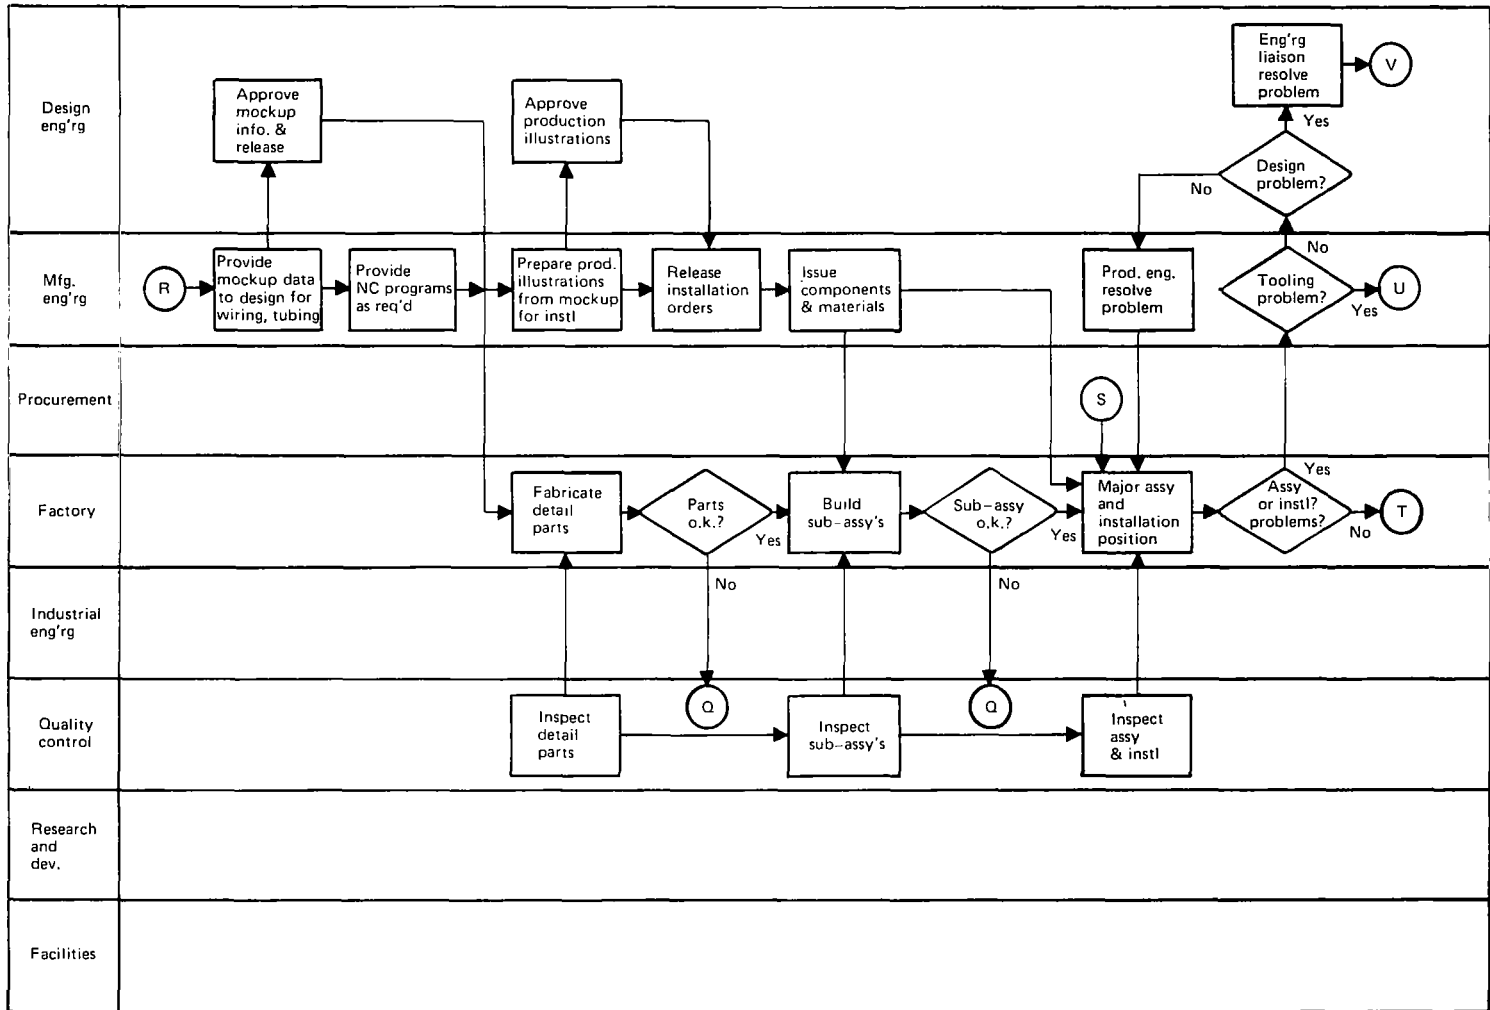 Design
eng'rg
Approve
mockup
info. &
release
Approve
production
illustrations
Eng'rg
liaison
resolve
problem
V
Yes
Design
problem?
No
Mfg.
eng'rg
R
Provide
mockup data
to design for
wiring, tubing
Provide
NC programs
as req'd
Prepare prod.
illustrations
from mockup
for instl
Release
installation
orders
Issue
components
& materials
Prod. eng.
resolve
problem
No
Tooling
problem?
Yes
U
Procurement
S
Factory
Fabricate
detail
parts
Parts
o.k.?
Yes
No
Build
sub-assy's
Sub-assy
o.k.?
Yes
No
Major assy
and
installation
position
Yes
Assy
or instl?
problems?
No
T
Industrial
eng'rg
Quality
control
Inspect
detail
parts
Q
Inspect
sub-assy's
Q
Inspect
assy
& instl
Research
and
dev.
Facilities